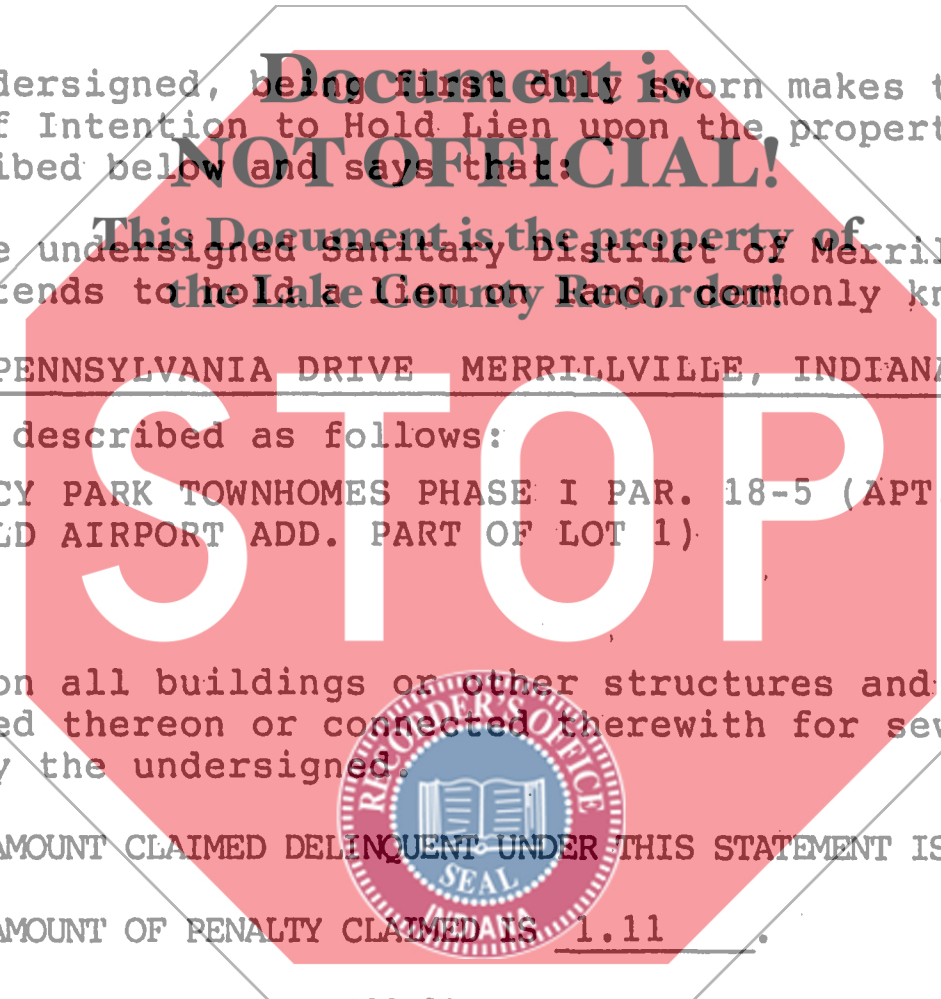 dersigned, being first duly sworn makes t
f Intention to Hold Lien upon the propert
ibed below and says that:
e undersigned Sanitary District of Merril
tends to hold a lien on land, commonly kn
PENNSYLVANIA DRIVE MERRILLVILLE, INDIANA
described as follows:
CY PARK TOWNHOMES PHASE I PAR. 18-5 (APT
LD AIRPORT ADD. PART OF LOT 1)
on all buildings or other structures and
ed thereon or connected therewith for sew
y the undersigned.
AMOUNT CLAIMED DELINQUENT UNDER THIS STATEMENT IS
AMOUNT OF PENALTY CLAIMED IS 1.11.
Document is
NOT OFFICIAL!
This Document is the property of
the Lake County Recorder!
STOP
RECORDER'S OFFICE
SEAL
INDIANA